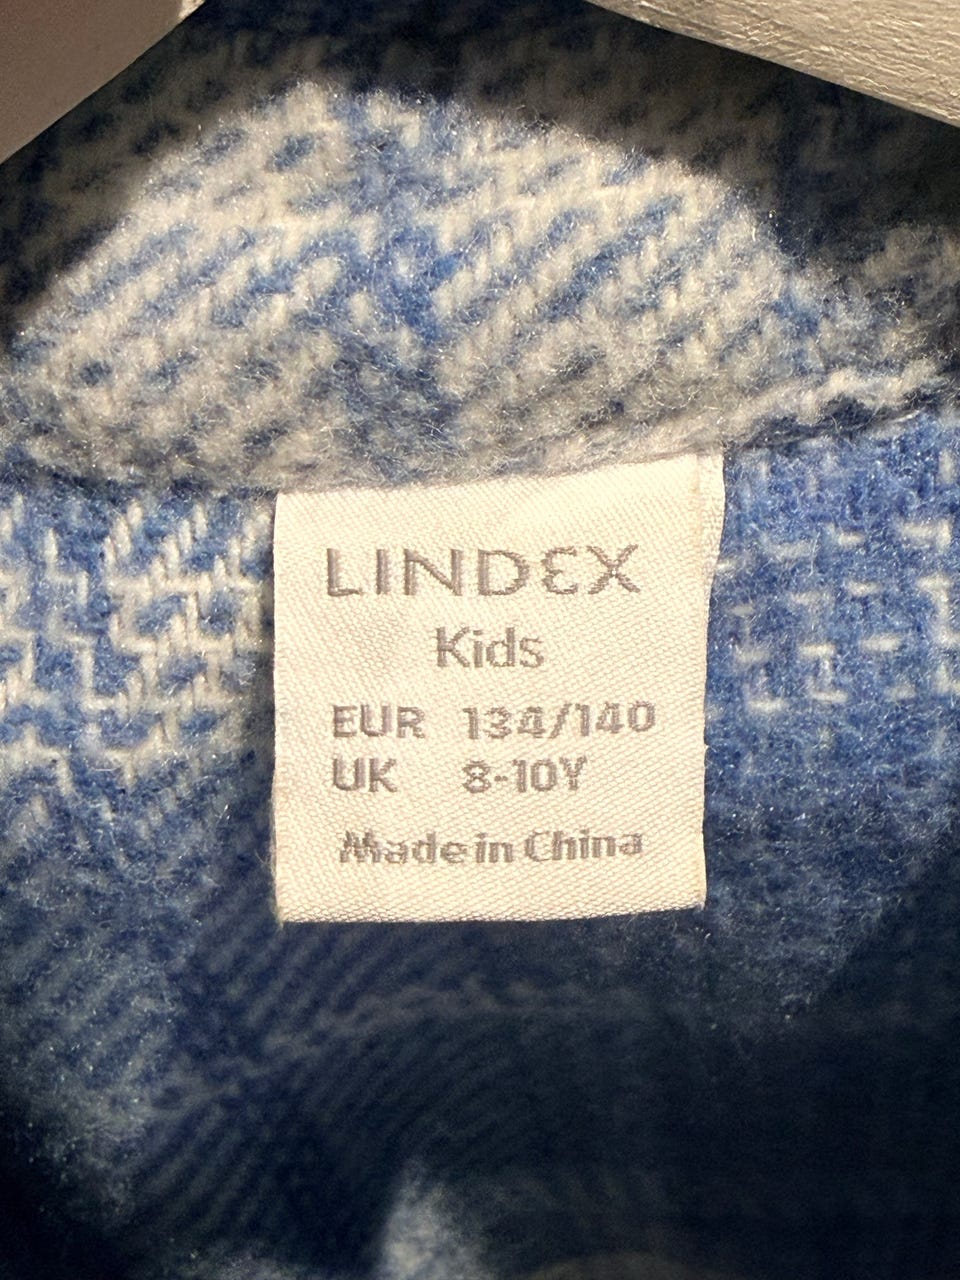 LINDEX
Kids
EUR 134/140
UK 8-10Y
Made in China